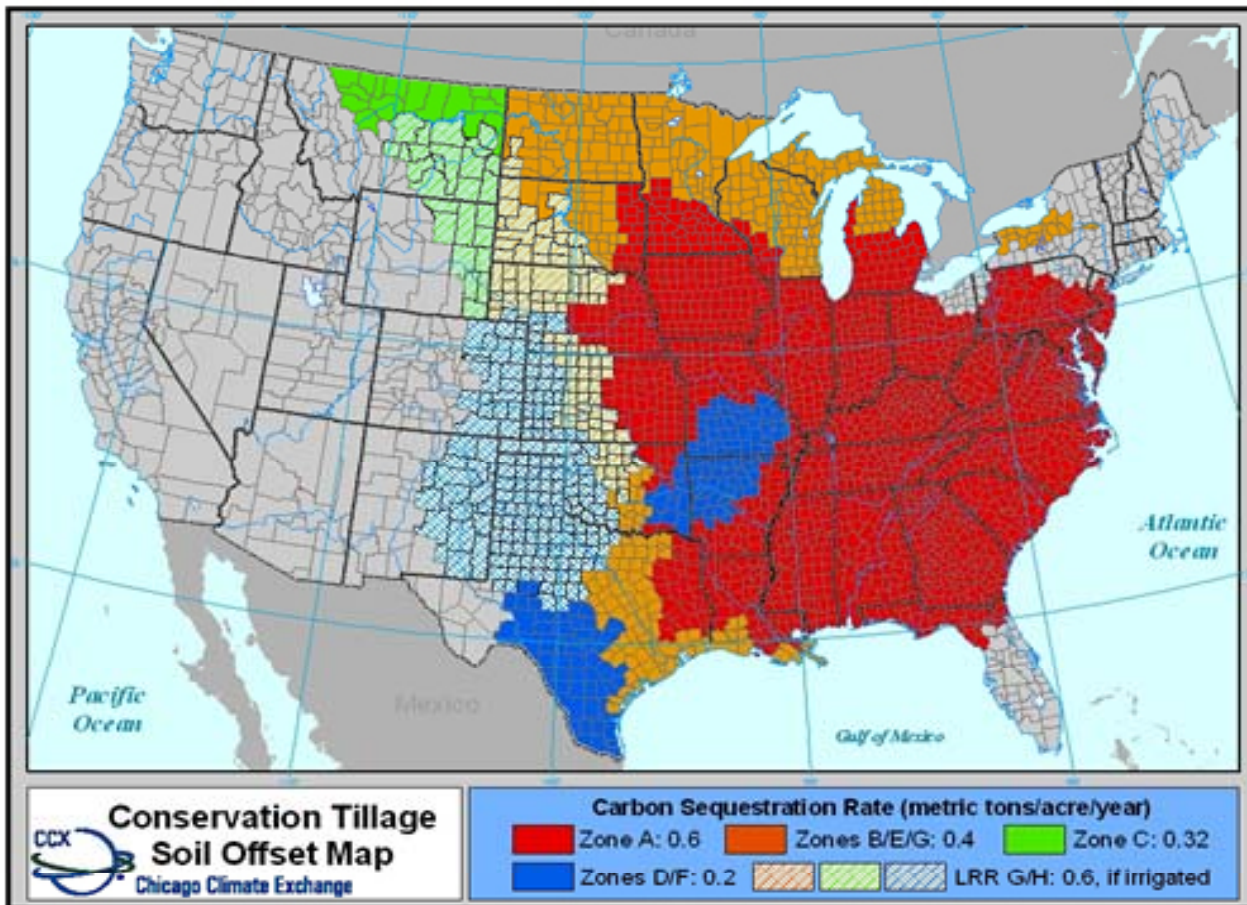 Canada
Atlantic
Ocean
Pacific
Ocean
Mexico
Gulf of Mexico
CCX
Conservation Tillage
Soil Offset Map
Chicago Climate Exchange
Carbon Sequestration Rate (metric tons/acre/year)
Zone A: 0.6
Zones B/E/G: 0.4
Zone C: 0.32
Zones D/F: 0.2
LRR G/H: 0.6, if irrigated